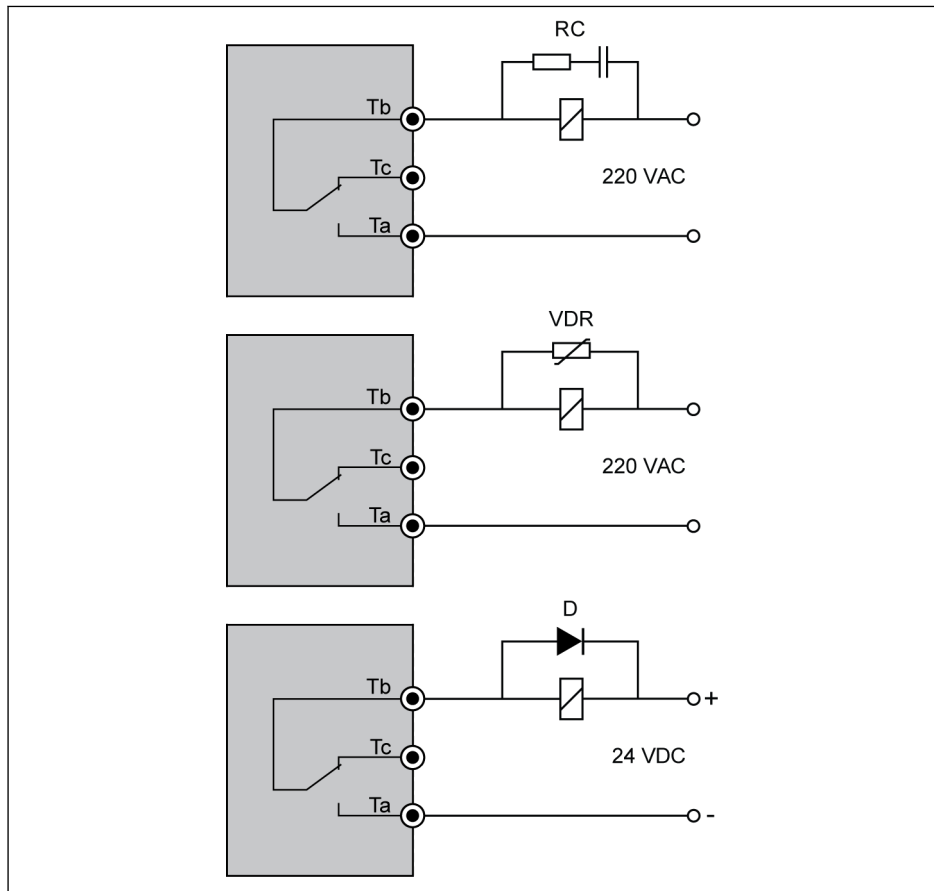 RC
Tb
Tc
220 VAC
Ta
VDR
Tb
Tc
220 VAC
Ta
D
Tb
+
Tc
24 VDC
Ta
-